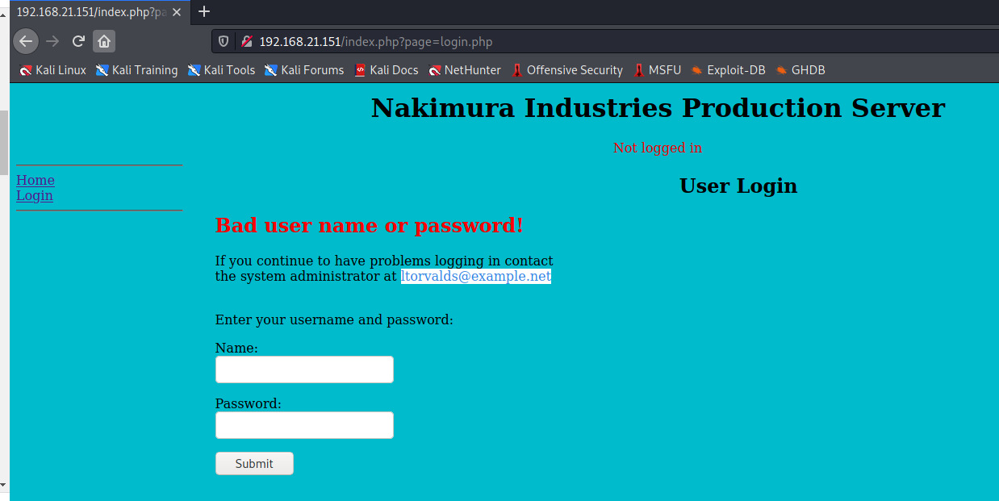 192.168.21.151/index.php?pa
192.168.21.151/index.php?page=login.php
Kali Linux Kali Training Kali Tools Kali Forums Kali Docs NetHunter Offensive Security MSFU Exploit-DB GHDB
Nakimura Industries Production Server
Not logged in
Home
Login
User Login
Bad user name or password!
If you continue to have problems logging in contact
the system administrator at ltorvalds@example.net
Enter your username and password:
Name:
Password:
Submit